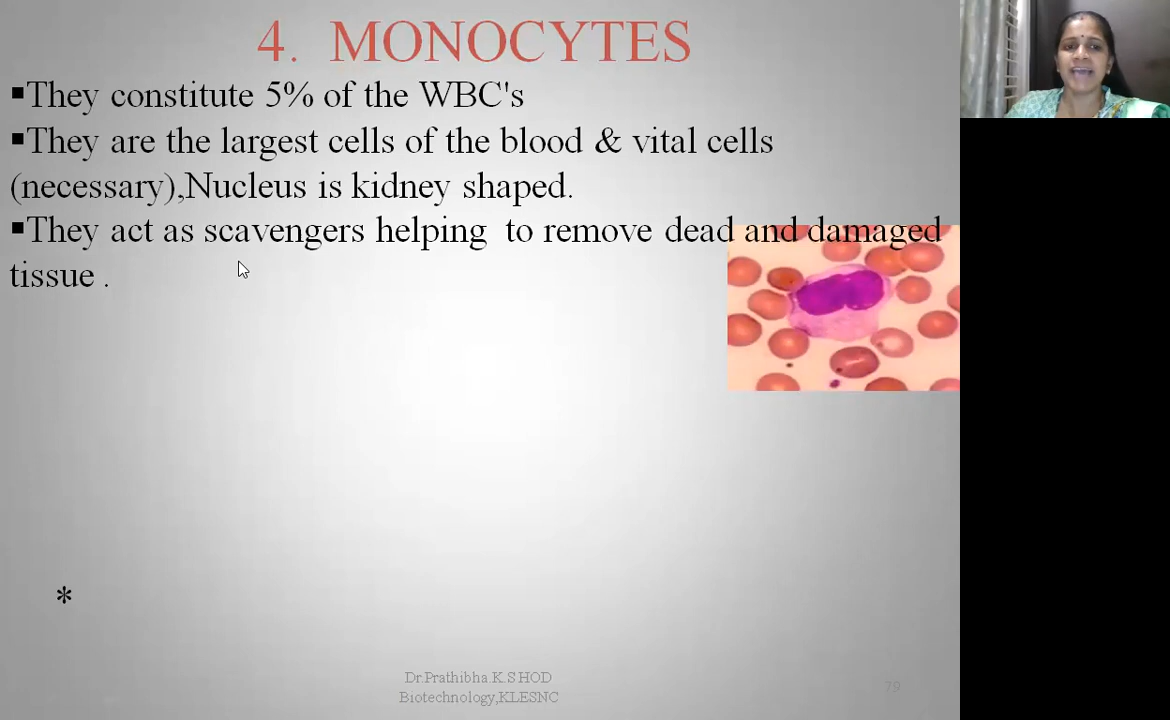 4. MONOCYTES
▪They constitute 5% of the WBC's
▪They are the largest cells of the blood & vital cells
(necessary),Nucleus is kidney shaped.
▪They act as scavengers helping to remove dead and damaged
tissue .
*
Dr.Prathibha.K.S HOD
Biotechnology,KLESNC
79